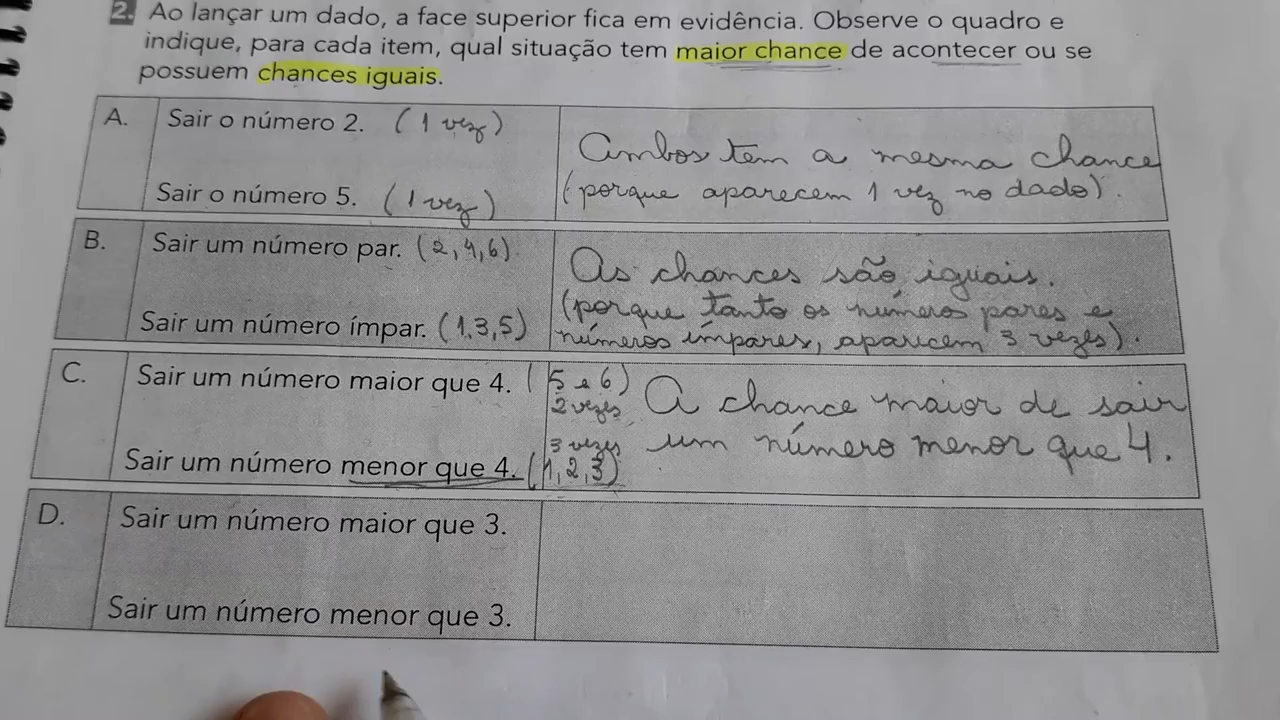 2. Ao lançar um dado, a face superior fica em evidência. Observe o quadro e
indique, para cada item, qual situação tem maior chance de acontecer ou se
possuem chances iguais.
A. Sair o número 2. (1 vez)
Ambos tem a mesma chance
Sair o número 5. (1 vez)
(porque aparecem 1 vez no dado).
B. Sair um número par. (2,4,6)
As chances são iguais.
(porque tanto os números pares e
Sair um número ímpar. (1,3,5)
números ímpares, aparecem 3 vezes).
C. Sair um número maior que 4. (5 e 6)
2 vezes
A chance maior de sair
3 vezes
um número menor que 4.
Sair um número menor que 4. (1,2,3)
D. Sair um número maior que 3.
Sair um número menor que 3.